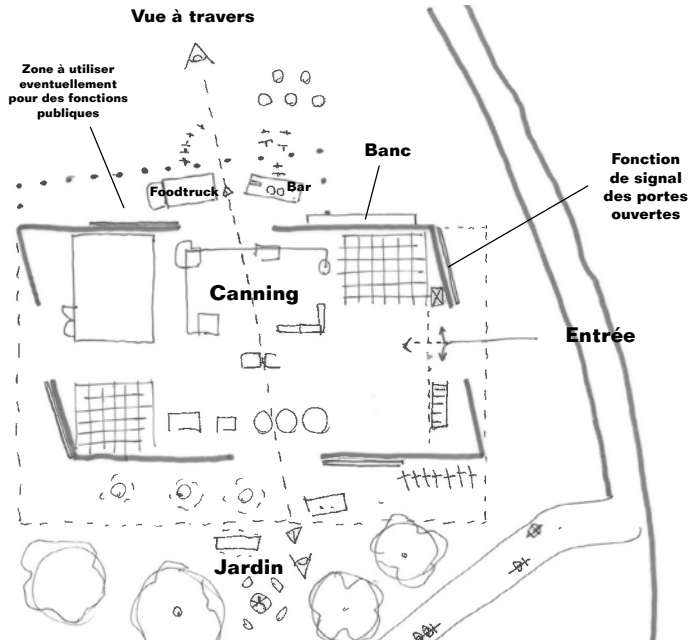 Vue à travers
Zone à utiliser
eventuellement
pour des fonctions
publiques
Banc
Fonction
de signal
des portes
ouvertes
Foodtruck
Bar
Canning
Entrée
Jardin